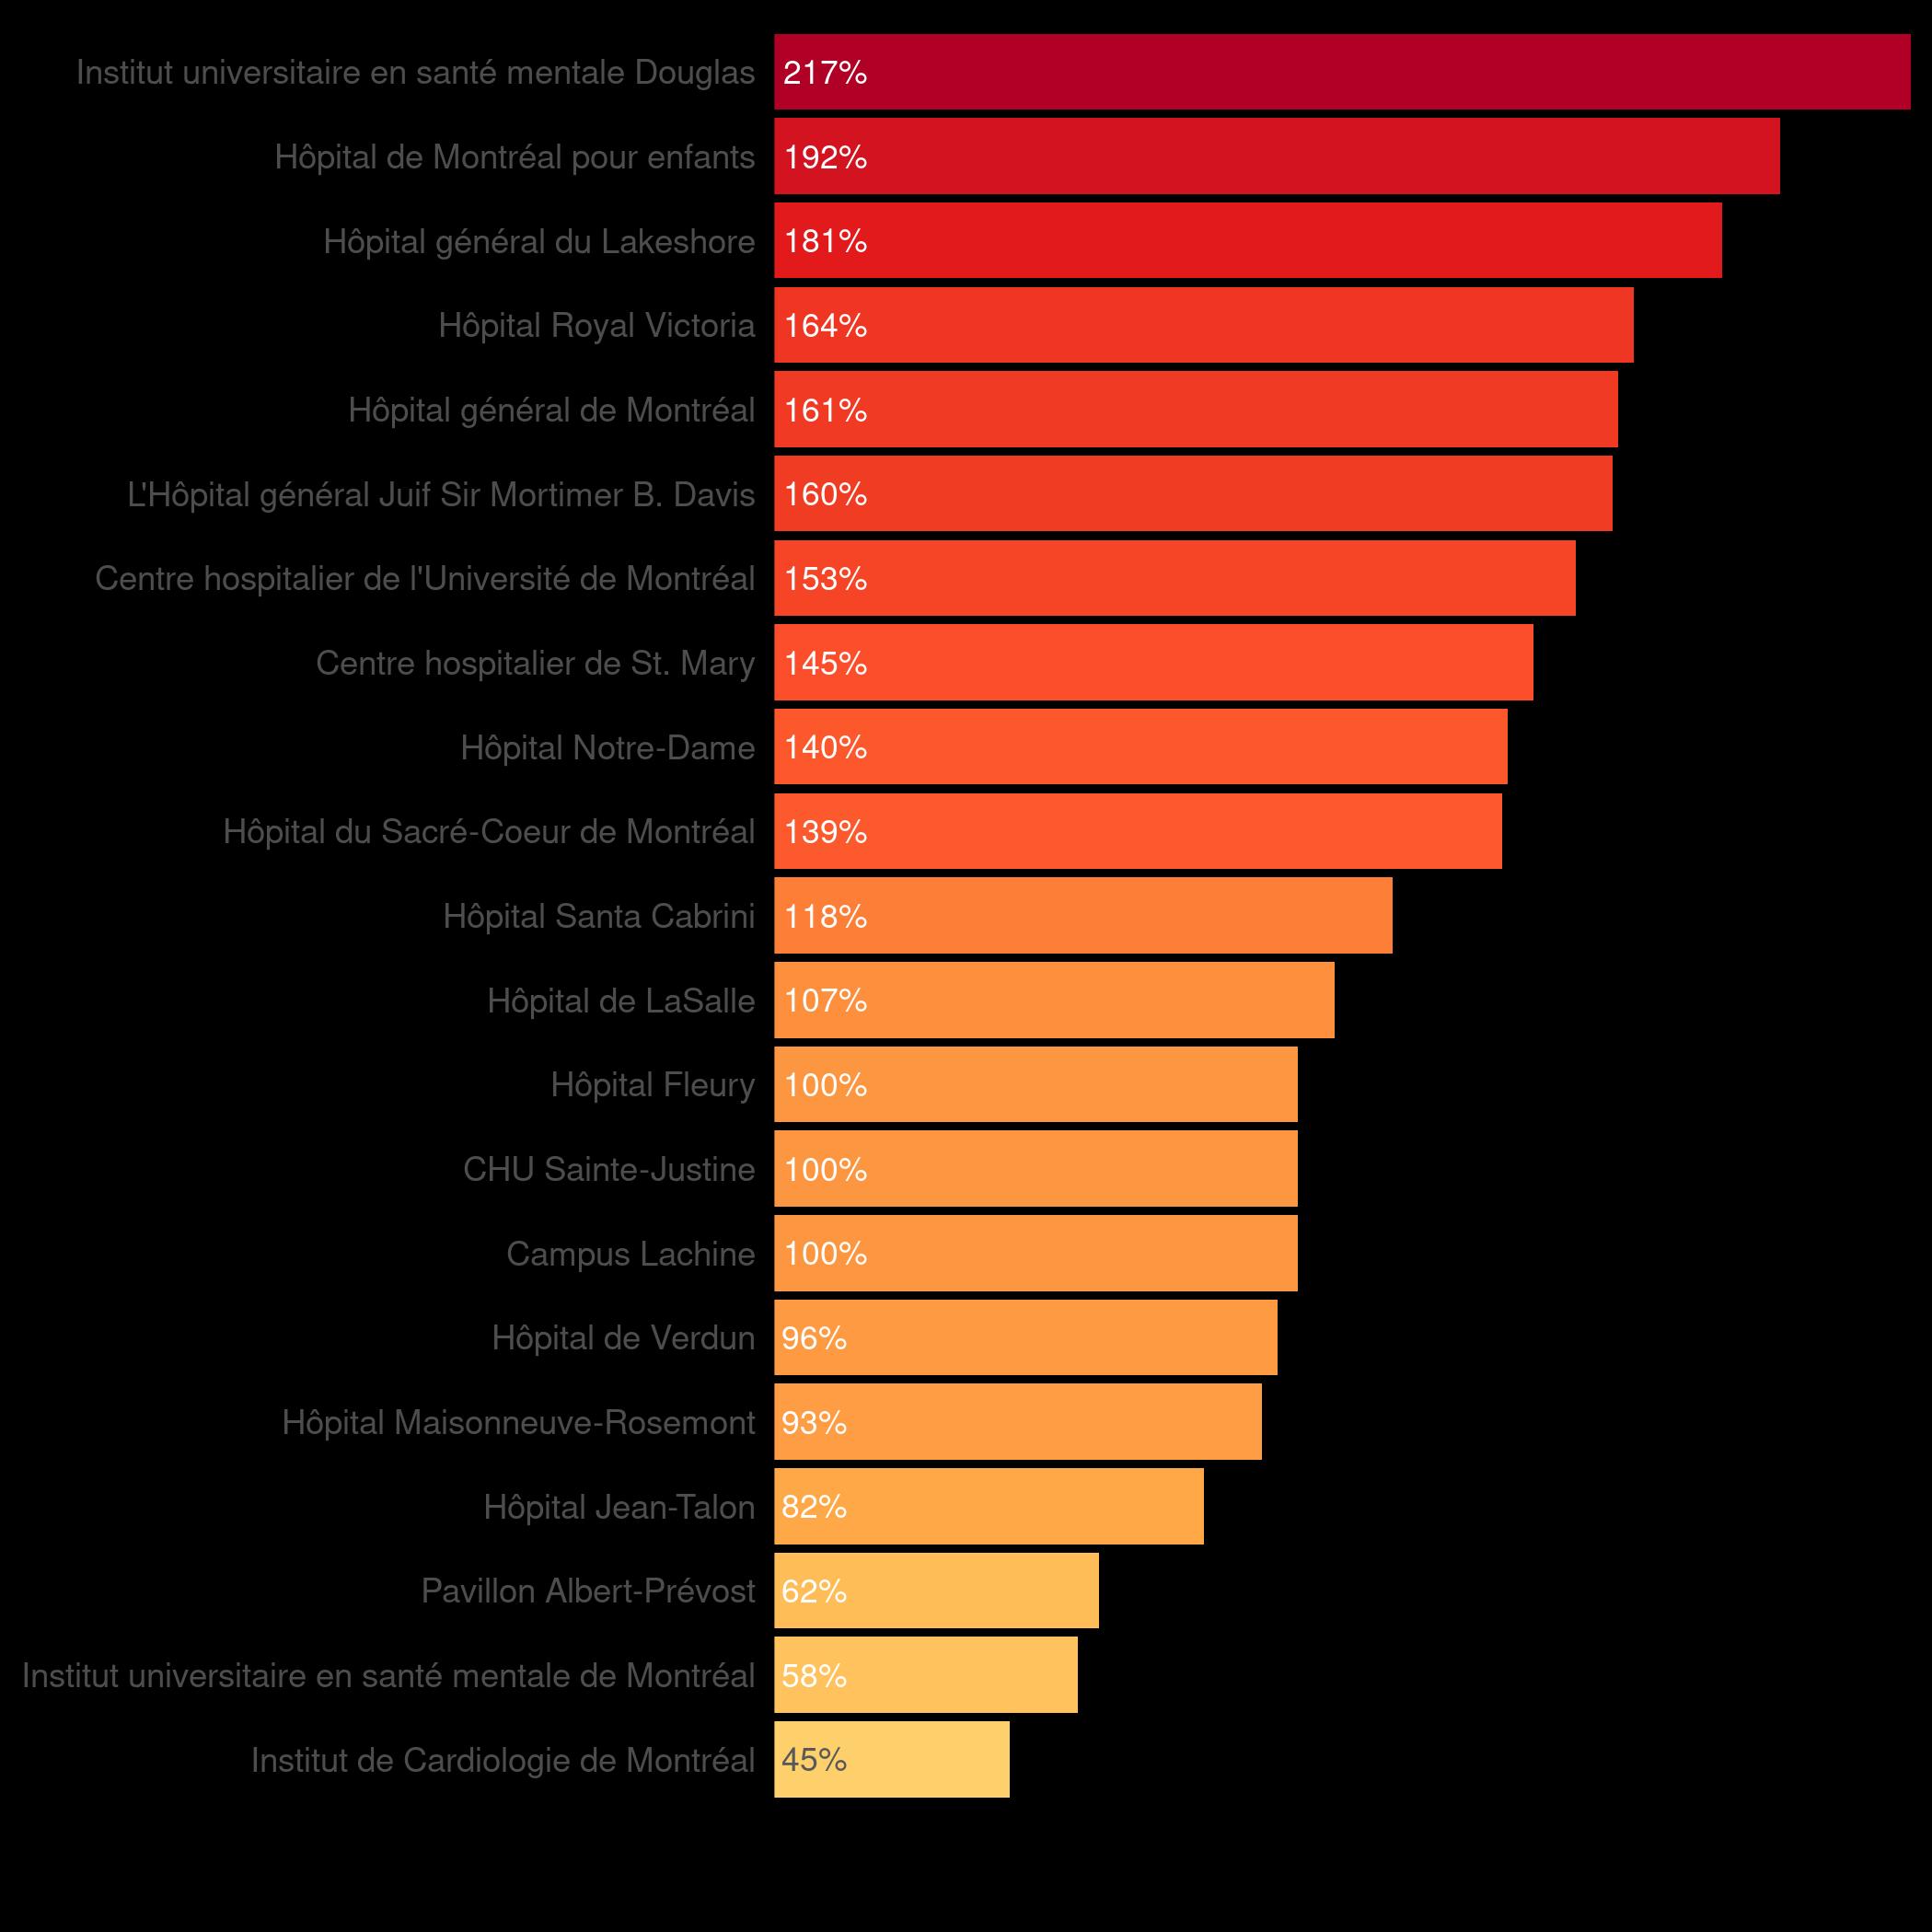 Institut universitaire en santé mentale Douglas 217%
Hôpital de Montréal pour enfants 192%
Hôpital général du Lakeshore 181%
Hôpital Royal Victoria 164%
Hôpital général de Montréal 161%
L'Hôpital général Juif Sir Mortimer B. Davis 160%
Centre hospitalier de l'Université de Montréal 153%
Centre hospitalier de St. Mary 145%
Hôpital Notre-Dame 140%
Hôpital du Sacré-Coeur de Montréal 139%
Hôpital Santa Cabrini 118%
Hôpital de LaSalle 107%
Hôpital Fleury 100%
CHU Sainte-Justine 100%
Campus Lachine 100%
Hôpital de Verdun 96%
Hôpital Maisonneuve-Rosemont 93%
Hôpital Jean-Talon 82%
Pavillon Albert-Prévost 62%
Institut universitaire en santé mentale de Montréal 58%
Institut de Cardiologie de Montréal 45%